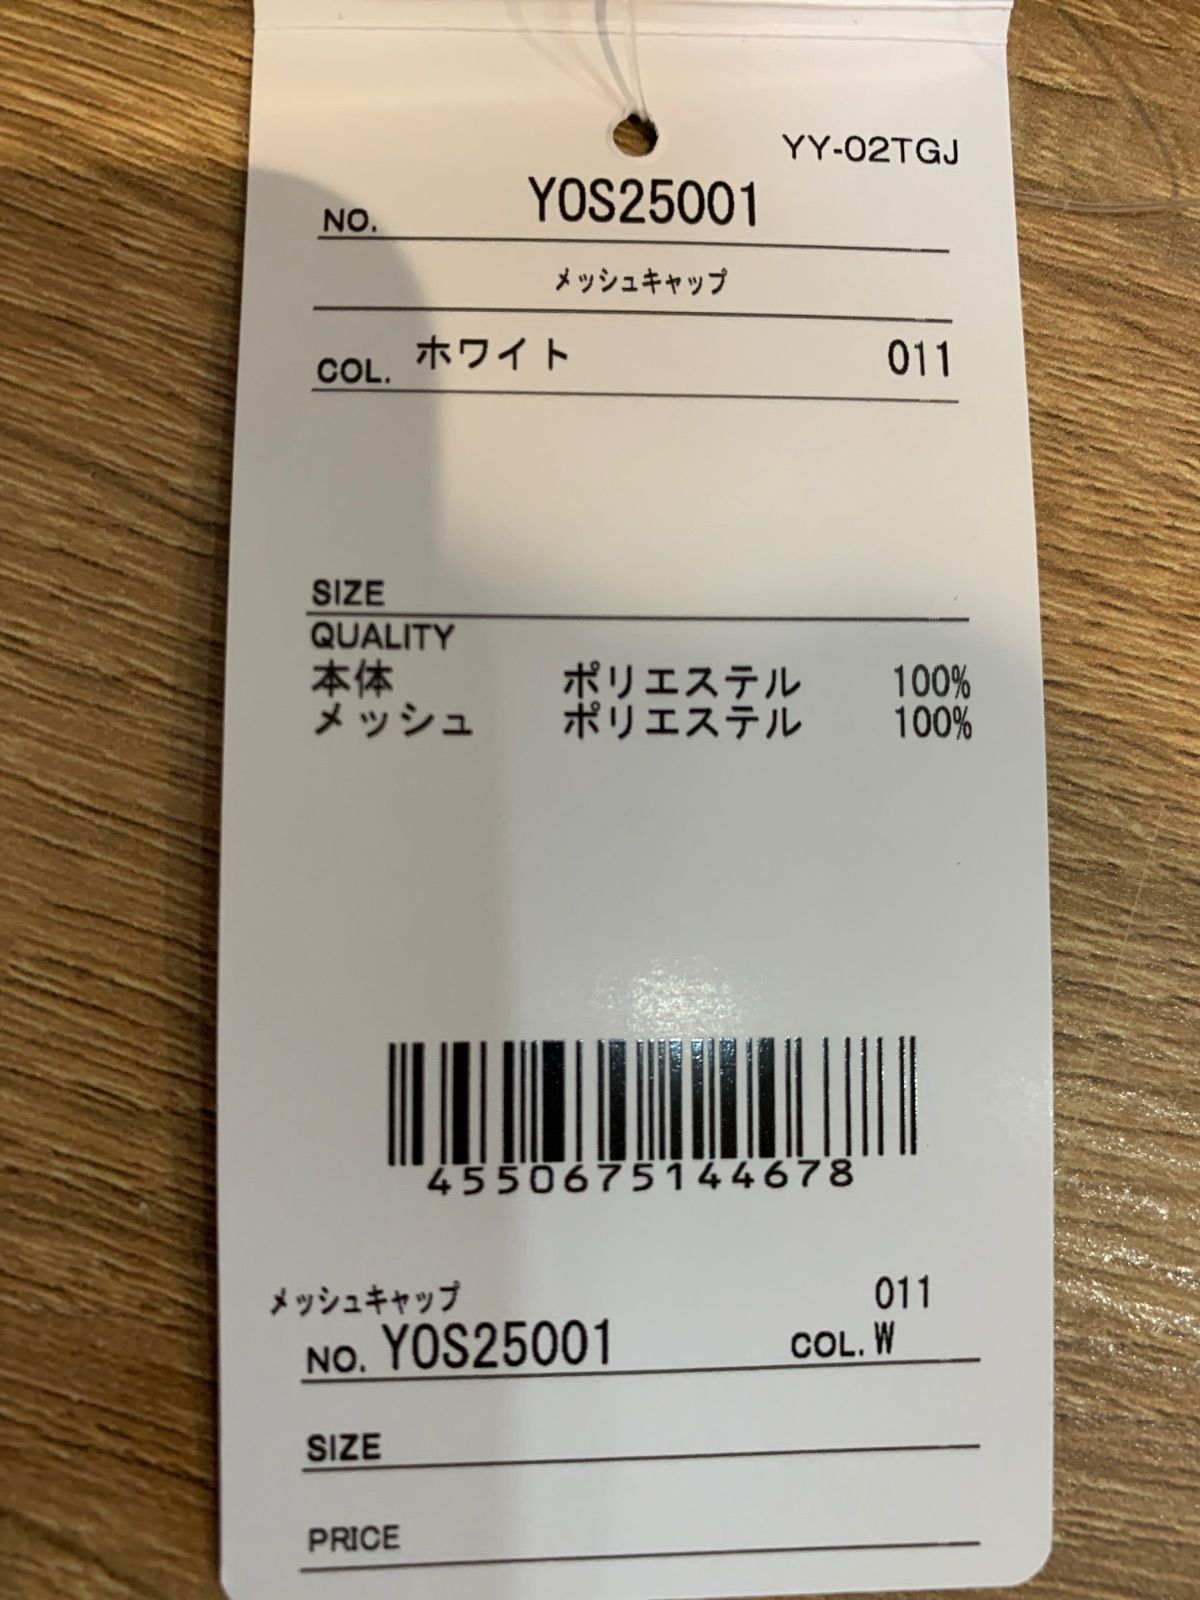 YY-02TGJ
NO. YOS25001
メッシュキャップ
COL. ホワイト 011
SIZE
QUALITY
本体 ポリエステル 100%
メッシュ ポリエステル 100%
4550675144678
メッシュキャップ 011
NO. YOS25001 COL. W
SIZE
PRICE